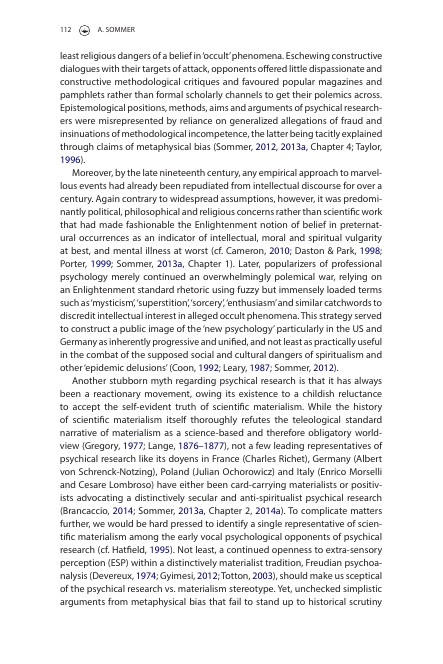 112 A. SOMMER
least religious dangers of a belief in ‘occult’ phenomena. Eschewing constructive
dialogues with their targets of attack, opponents offered little dispassionate and
constructive methodological critiques and favoured popular magazines and
pamphlets rather than formal scholarly channels to get their polemics across.
Epistemological positions, methods, aims and arguments of psychical research-
ers were misrepresented by reliance on generalized allegations of fraud and
insinuations of methodological incompetence, the latter being tacitly explained
through claims of metaphysical bias (Sommer, 2012, 2013a, Chapter 4; Taylor,
1996).
Moreover, by the late nineteenth century, any empirical approach to marvel-
lous events had already been repudiated from intellectual discourse for over a
century. Again contrary to widespread assumptions, however, it was predomi-
nantly political, philosophical and religious concerns rather than scientific work
that had made fashionable the Enlightenment notion of belief in preternat-
ural occurrences as an indicator of intellectual, moral and spiritual vulgarity
at best, and mental illness at worst (cf. Cameron, 2010; Daston & Park, 1998;
Porter, 1999; Sommer, 2013a, Chapter 1). Later, popularizers of professional
psychology merely continued an overwhelmingly polemical war, relying on
an Enlightenment standard rhetoric using fuzzy but immensely loaded terms
such as ‘mysticism’, ‘superstition’, ‘sorcery’, ‘enthusiasm’ and similar catchwords to
discredit intellectual interest in alleged occult phenomena. This strategy served
to construct a public image of the ‘new psychology’ particularly in the US and
Germany as inherently progressive and unified, and not least as practically useful
in the combat of the supposed social and cultural dangers of spiritualism and
other ‘epidemic delusions’ (Coon, 1992; Leary, 1987; Sommer, 2012).
Another stubborn myth regarding psychical research is that it has always
been a reactionary movement, owing its existence to a childish reluctance
to accept the self-evident truth of scientific materialism. While the history
of scientific materialism itself thoroughly refutes the teleological standard
narrative of materialism as a science-based and therefore obligatory world-
view (Gregory, 1977; Lange, 1876–1877), not a few leading representatives of
psychical research like its doyens in France (Charles Richet), Germany (Albert
von Schrenck-Notzing), Poland (Julian Ochorowicz) and Italy (Enrico Morselli
and Cesare Lombroso) have either been card-carrying materialists or positiv-
ists advocating a distinctively secular and anti-spiritualist psychical research
(Brancaccio, 2014; Sommer, 2013a, Chapter 2, 2014a). To complicate matters
further, we would be hard pressed to identify a single representative of scien-
tific materialism among the early vocal psychological opponents of psychical
research (cf. Hatfield, 1995). Not least, a continued openness to extra-sensory
perception (ESP) within a distinctively materialist tradition, Freudian psychoa-
nalysis (Devereux, 1974; Gyimesi, 2012; Totton, 2003), should make us sceptical
of the psychical research vs. materialism stereotype. Yet, unchecked simplistic
arguments from metaphysical bias that fail to stand up to historical scrutiny